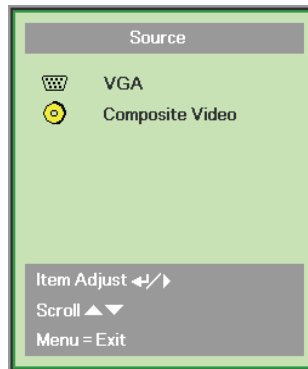 Source
VGA
Composite Video
Item Adjust ↵/▶
Scroll ▲▼
Menu = Exit